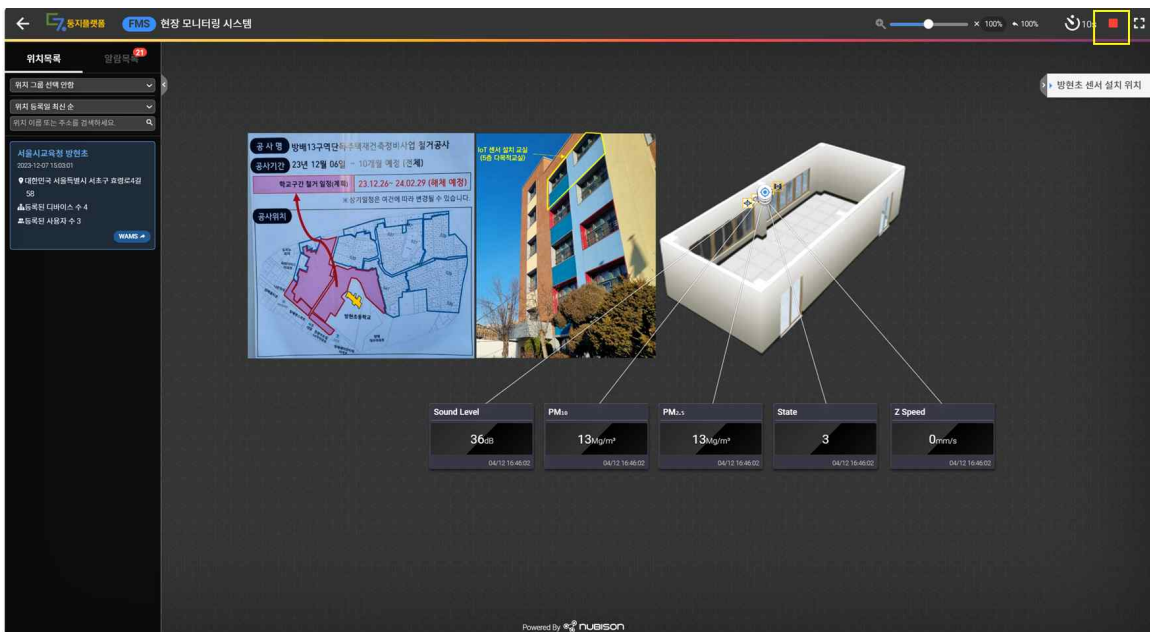 둥지플랫폼 FMS 현장 모니터링 시스템
× 100% 100% 10s
위치목록 알람목록 21
위치 그룹 선택 안함
위치 등록일 최신 순
위치 이름 또는 주소를 검색하세요.
서울시교육청 방현초
2023-12-07 15:03:01
대한민국 서울특별시 서초구 효령로4길
58
등록된 디바이스 수 4
등록된 사용자 수 3
WAMS
방현초 센서 설치 위치
공 사 명 방배13구역단독주택재건축정비사업 철거공사
공사기간 23년 12월 06일 ~ 10개월 예정 (전체)
학교구간 철거 일정(계획) 23.12.26~ 24.02.29 (해체 예정)
※ 상기일정은 여건에 따라 변경될 수 있습니다.
공사위치
방현초등학교
IoT 센서 설치 교실
(5층 다목적교실)
Sound Level
36dB
04/12 16:46:02
PM10
13Mg/m³
04/12 16:46:02
PM2.5
13Mg/m³
04/12 16:46:02
State
3
04/12 16:46:02
Z Speed
0mm/s
04/12 16:46:02
Powered By NUBISON